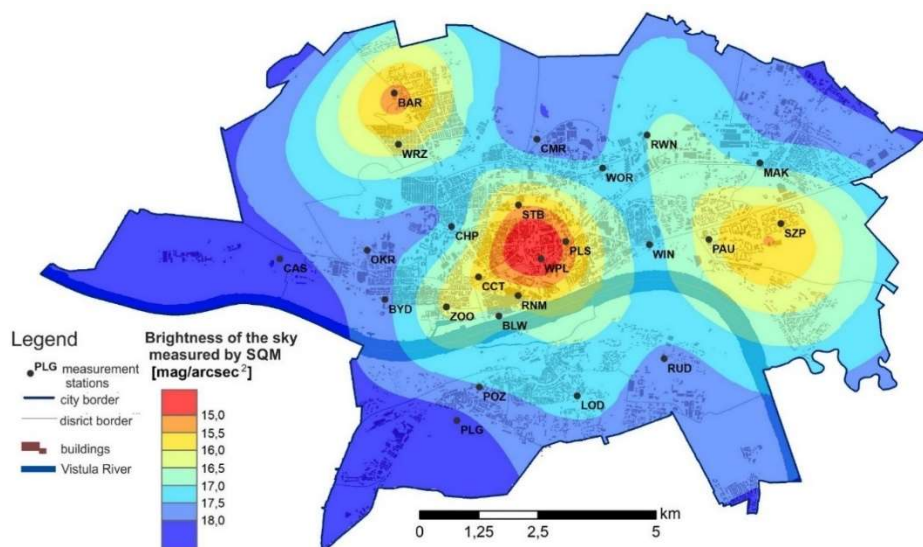 BAR
WRZ
CMR
RWN
WOR
MAK
STB
CHP
PLS
WIN
PAU
SZP
OKR
CAS
WPL
CCT
BYD
ZOO
RNM
BLW
RUD
POZ
LOD
PLG
Legend
PLG measurement
stations
city border
disrict border
buildings
Vistula River
Brightness of the sky
measured by SQM
[mag/arcsec²]
15,0
15,5
16,0
16,5
17,0
17,5
18,0
km
0 1,25 2,5 5